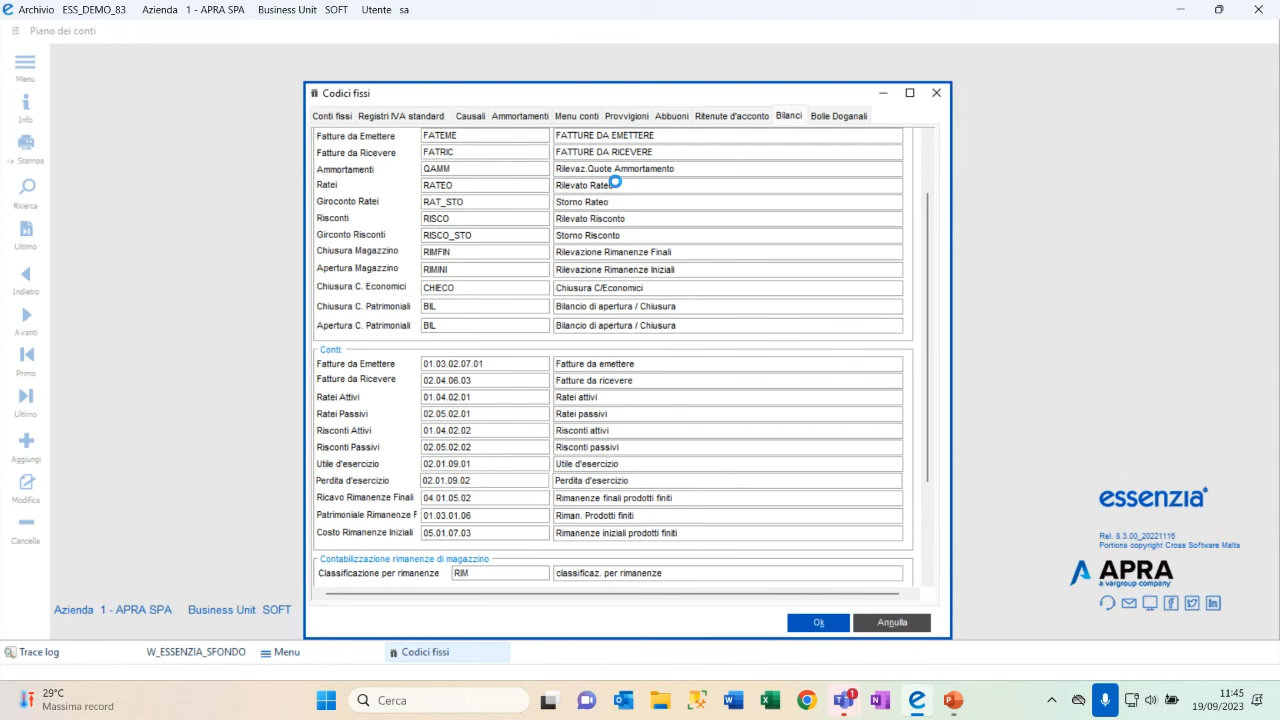 Archivo ESS_DEMO_83 Azienda 1 - APRA SPA Business Unit SOFT Utente sa
Piano dei conti
Menu
Info
-> Stampa
Ricerca
Ultimo
Indietro
Avanti
Primo
Ultimo
Aggiungi
Modifica
Cancella
Codici fissi
Conti fissi Registri IVA standard Causali Ammortamenti Menu conti Provvigioni Abbuoni Ritenute d'acconto Bilanci Bolle Doganali
Fatture da Emettere FATEME FATTURE DA EMETTERE
Fatture da Ricevere FATRIC FATTURE DA RICEVERE
Ammortamenti QAMM Rilevaz.Quote Ammortamento
Ratei RATEO Rilevato Rateo
Giroconto Ratei RAT_STO Storno Rateo
Risconti RISCO Rilevato Risconto
Girconto Risconti RISCO_STO Storno Risconto
Chiusura Magazzino RIMFIN Rilevazione Rimanenze Finali
Apertura Magazzino RIMINI Rilevazione Rimanenze Iniziali
Chiusura C. Economici CHIECO Chiusura C/Economici
Chiusura C. Patrimoniali BIL Bilancio di apertura / Chiusura
Apertura C. Patrimoniali BIL Bilancio di apertura / Chiusura
Conti:
Fatture da Emettere 01.03.02.07.01 Fatture da emettere
Fatture da Ricevere 02.04.06.03 Fatture da ricevere
Ratei Attivi 01.04.02.01 Ratei attivi
Ratei Passivi 02.05.02.01 Ratei passivi
Risconti Attivi 01.04.02.02 Risconti attivi
Risconti Passivi 02.05.02.02 Risconti passivi
Utile d'esercizio 02.01.09.01 Utile d'esercizio
Perdita d'esercizio 02.01.09.02 Perdita d'esercizio
Ricavo Rimanenze Finali 04.01.05.02 Rimanenze finali prodotti finiti
Patrimoniale Rimanenze F 01.03.01.06 Riman. Prodotti finiti
Costo Rimanenze Iniziali 05.01.07.03 Rimanenze iniziali prodotti finiti
Contabilizzazione rimanenze di magazzino
Classificazione per rimanenze RIM classificaz. per rimanenze
Ok Annulla
essenzia
Rel. 8.3.00_20221116
Portions copyright Cross Software Malta
APRA
a vargroup company
Azienda 1 - APRA SPA Business Unit SOFT
Trace log W_ESSENZIA_SFONDO Menu Codici fissi
29°C
Massima record
Cerca
1
11:45
19/09/2023